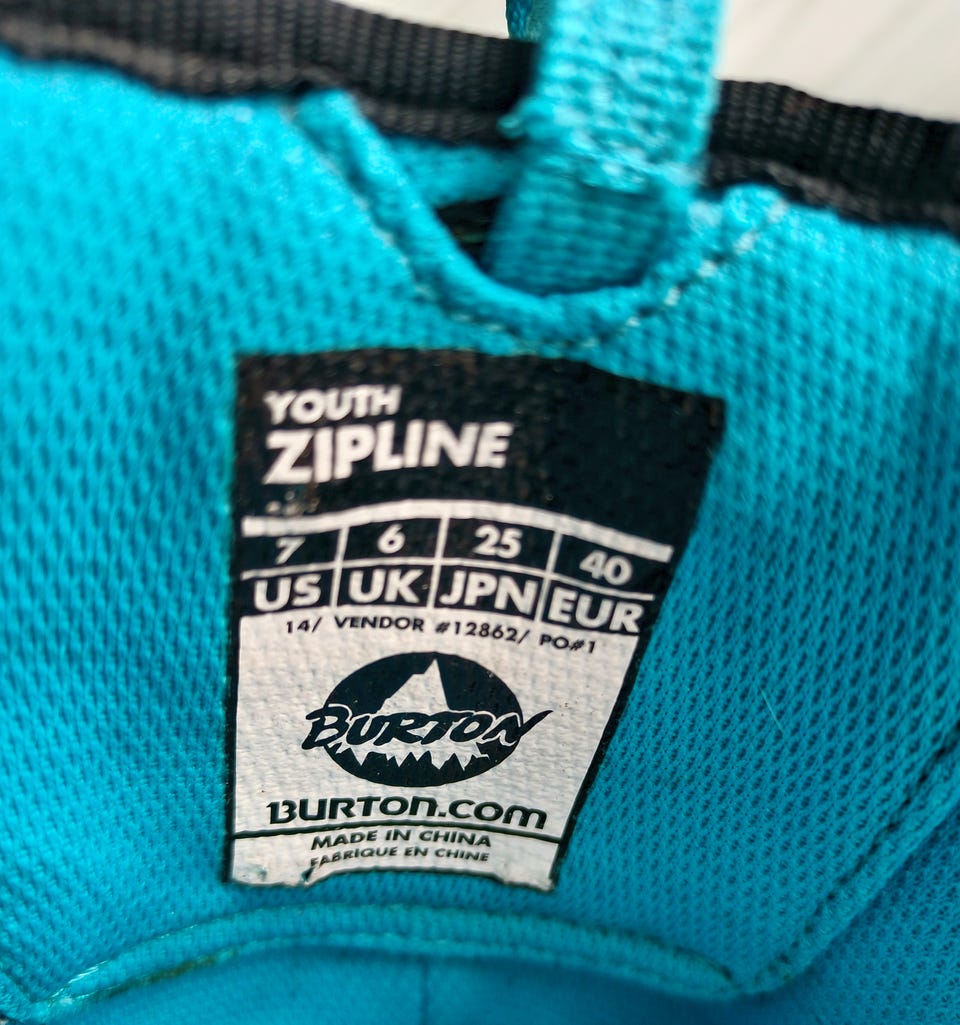 YOUTH
ZIPLINE
7 6 25 40
US UK JPN EUR
14/ VENDOR #12862/ PO#1
BURTON
BURTON.COM
MADE IN CHINA
FABRIQUE EN CHINE